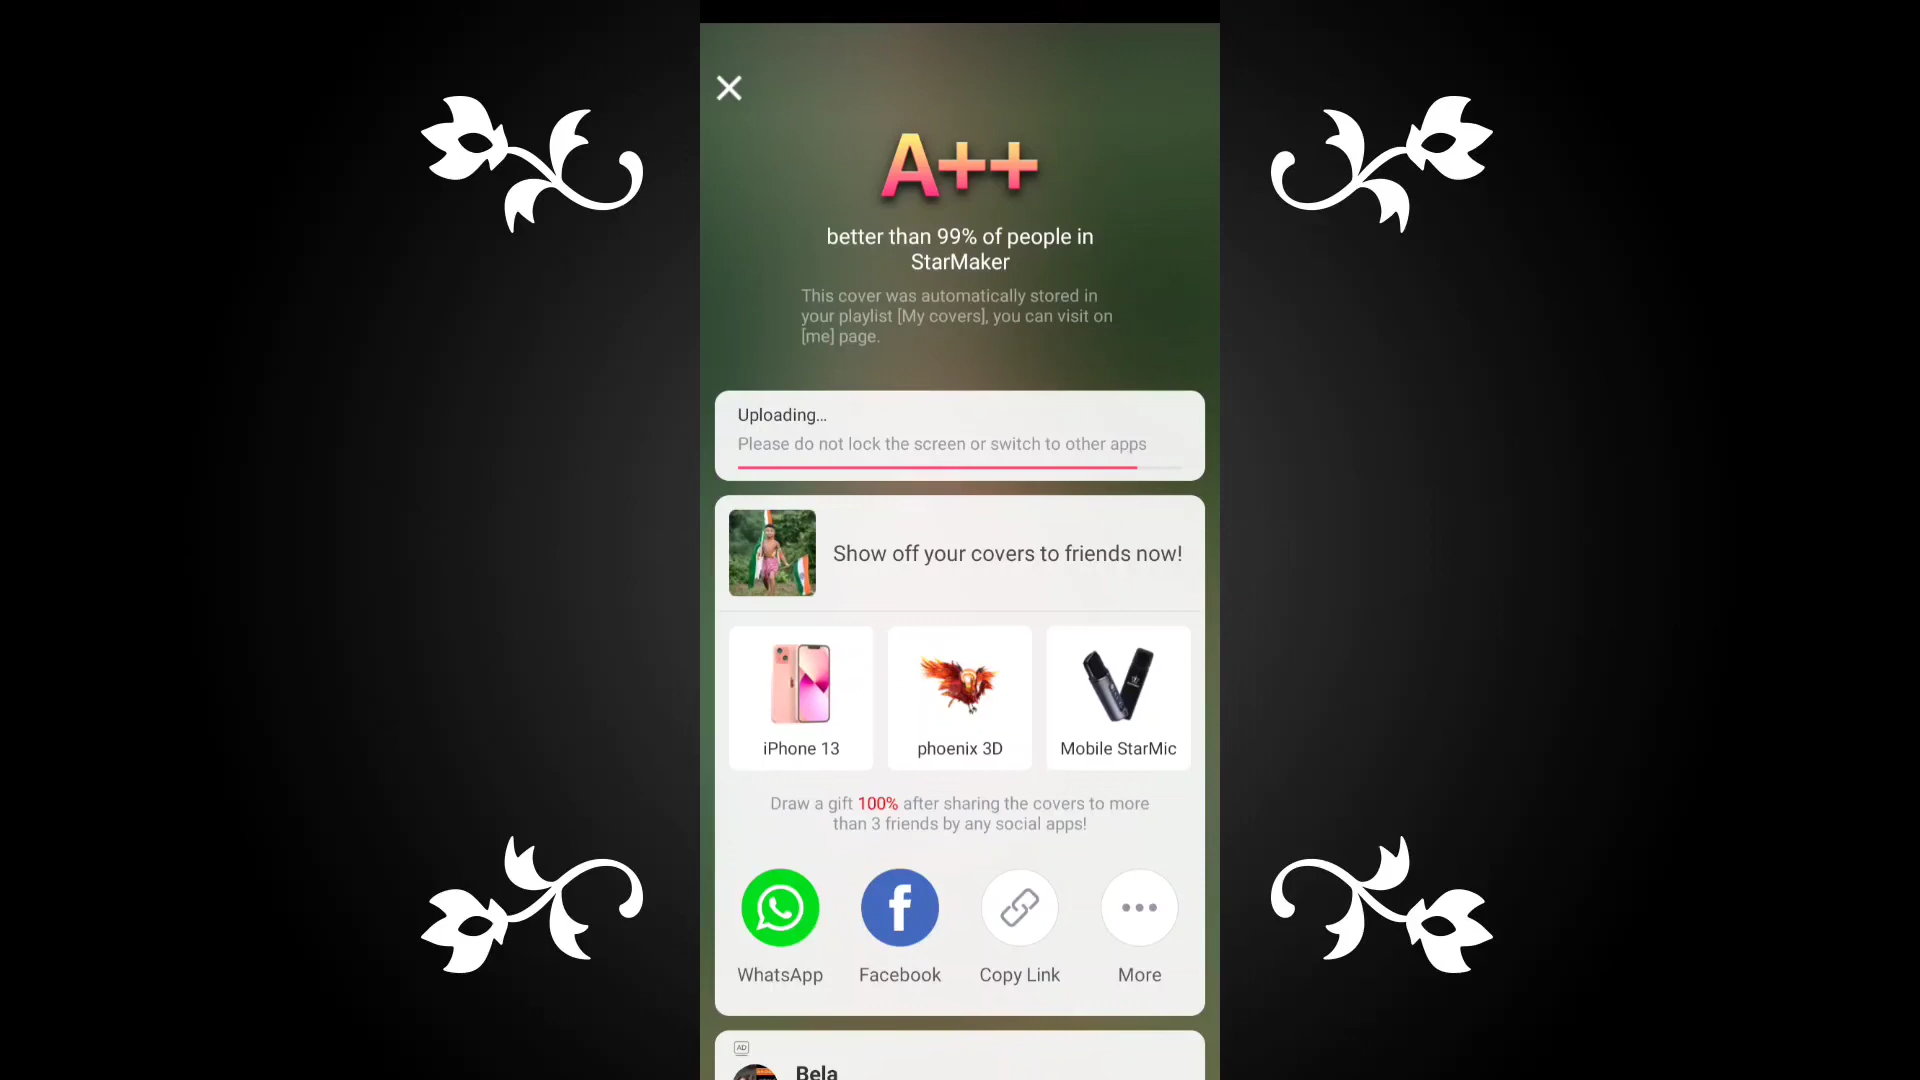 A++
better than 99% of people in
StarMaker
This cover was automatically stored in
your playlist [My covers], you can visit on
[me] page.
Uploading...
Please do not lock the screen or switch to other apps
Show off your covers to friends now!
iPhone 13
phoenix 3D
Mobile StarMic
Draw a gift 100% after sharing the covers to more
than 3 friends by any social apps!
WhatsApp
Facebook
Copy Link
More
AD
Bela